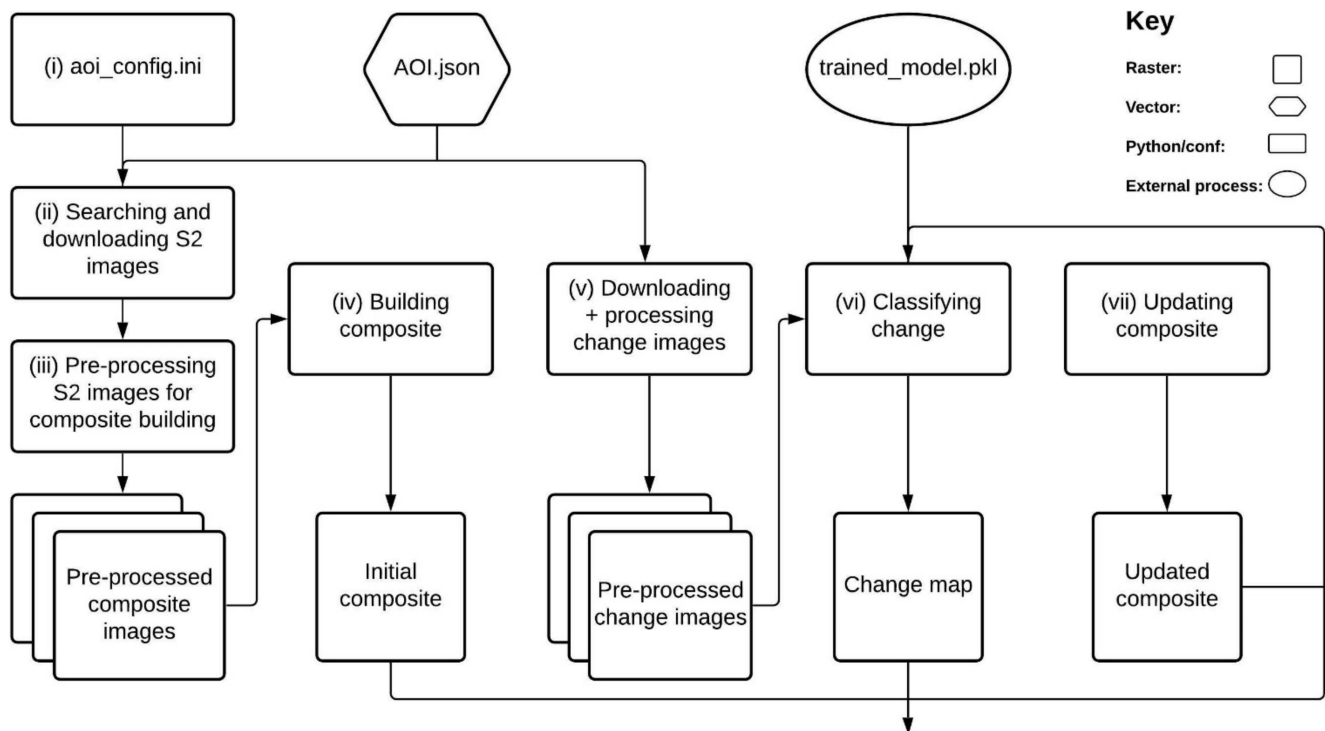 (i) aoi_config.ini
AOI.json
trained_model.pkl
Key
Raster:
Vector:
Python/conf:
External process:
(ii) Searching and
downloading S2
images
(iii) Pre-processing
S2 images for
composite building
Pre-processed
composite
images
(iv) Building
composite
Initial
composite
(v) Downloading
+ processing
change images
Pre-processed
change images
(vi) Classifying
change
Change map
(vii) Updating
composite
Updated
composite